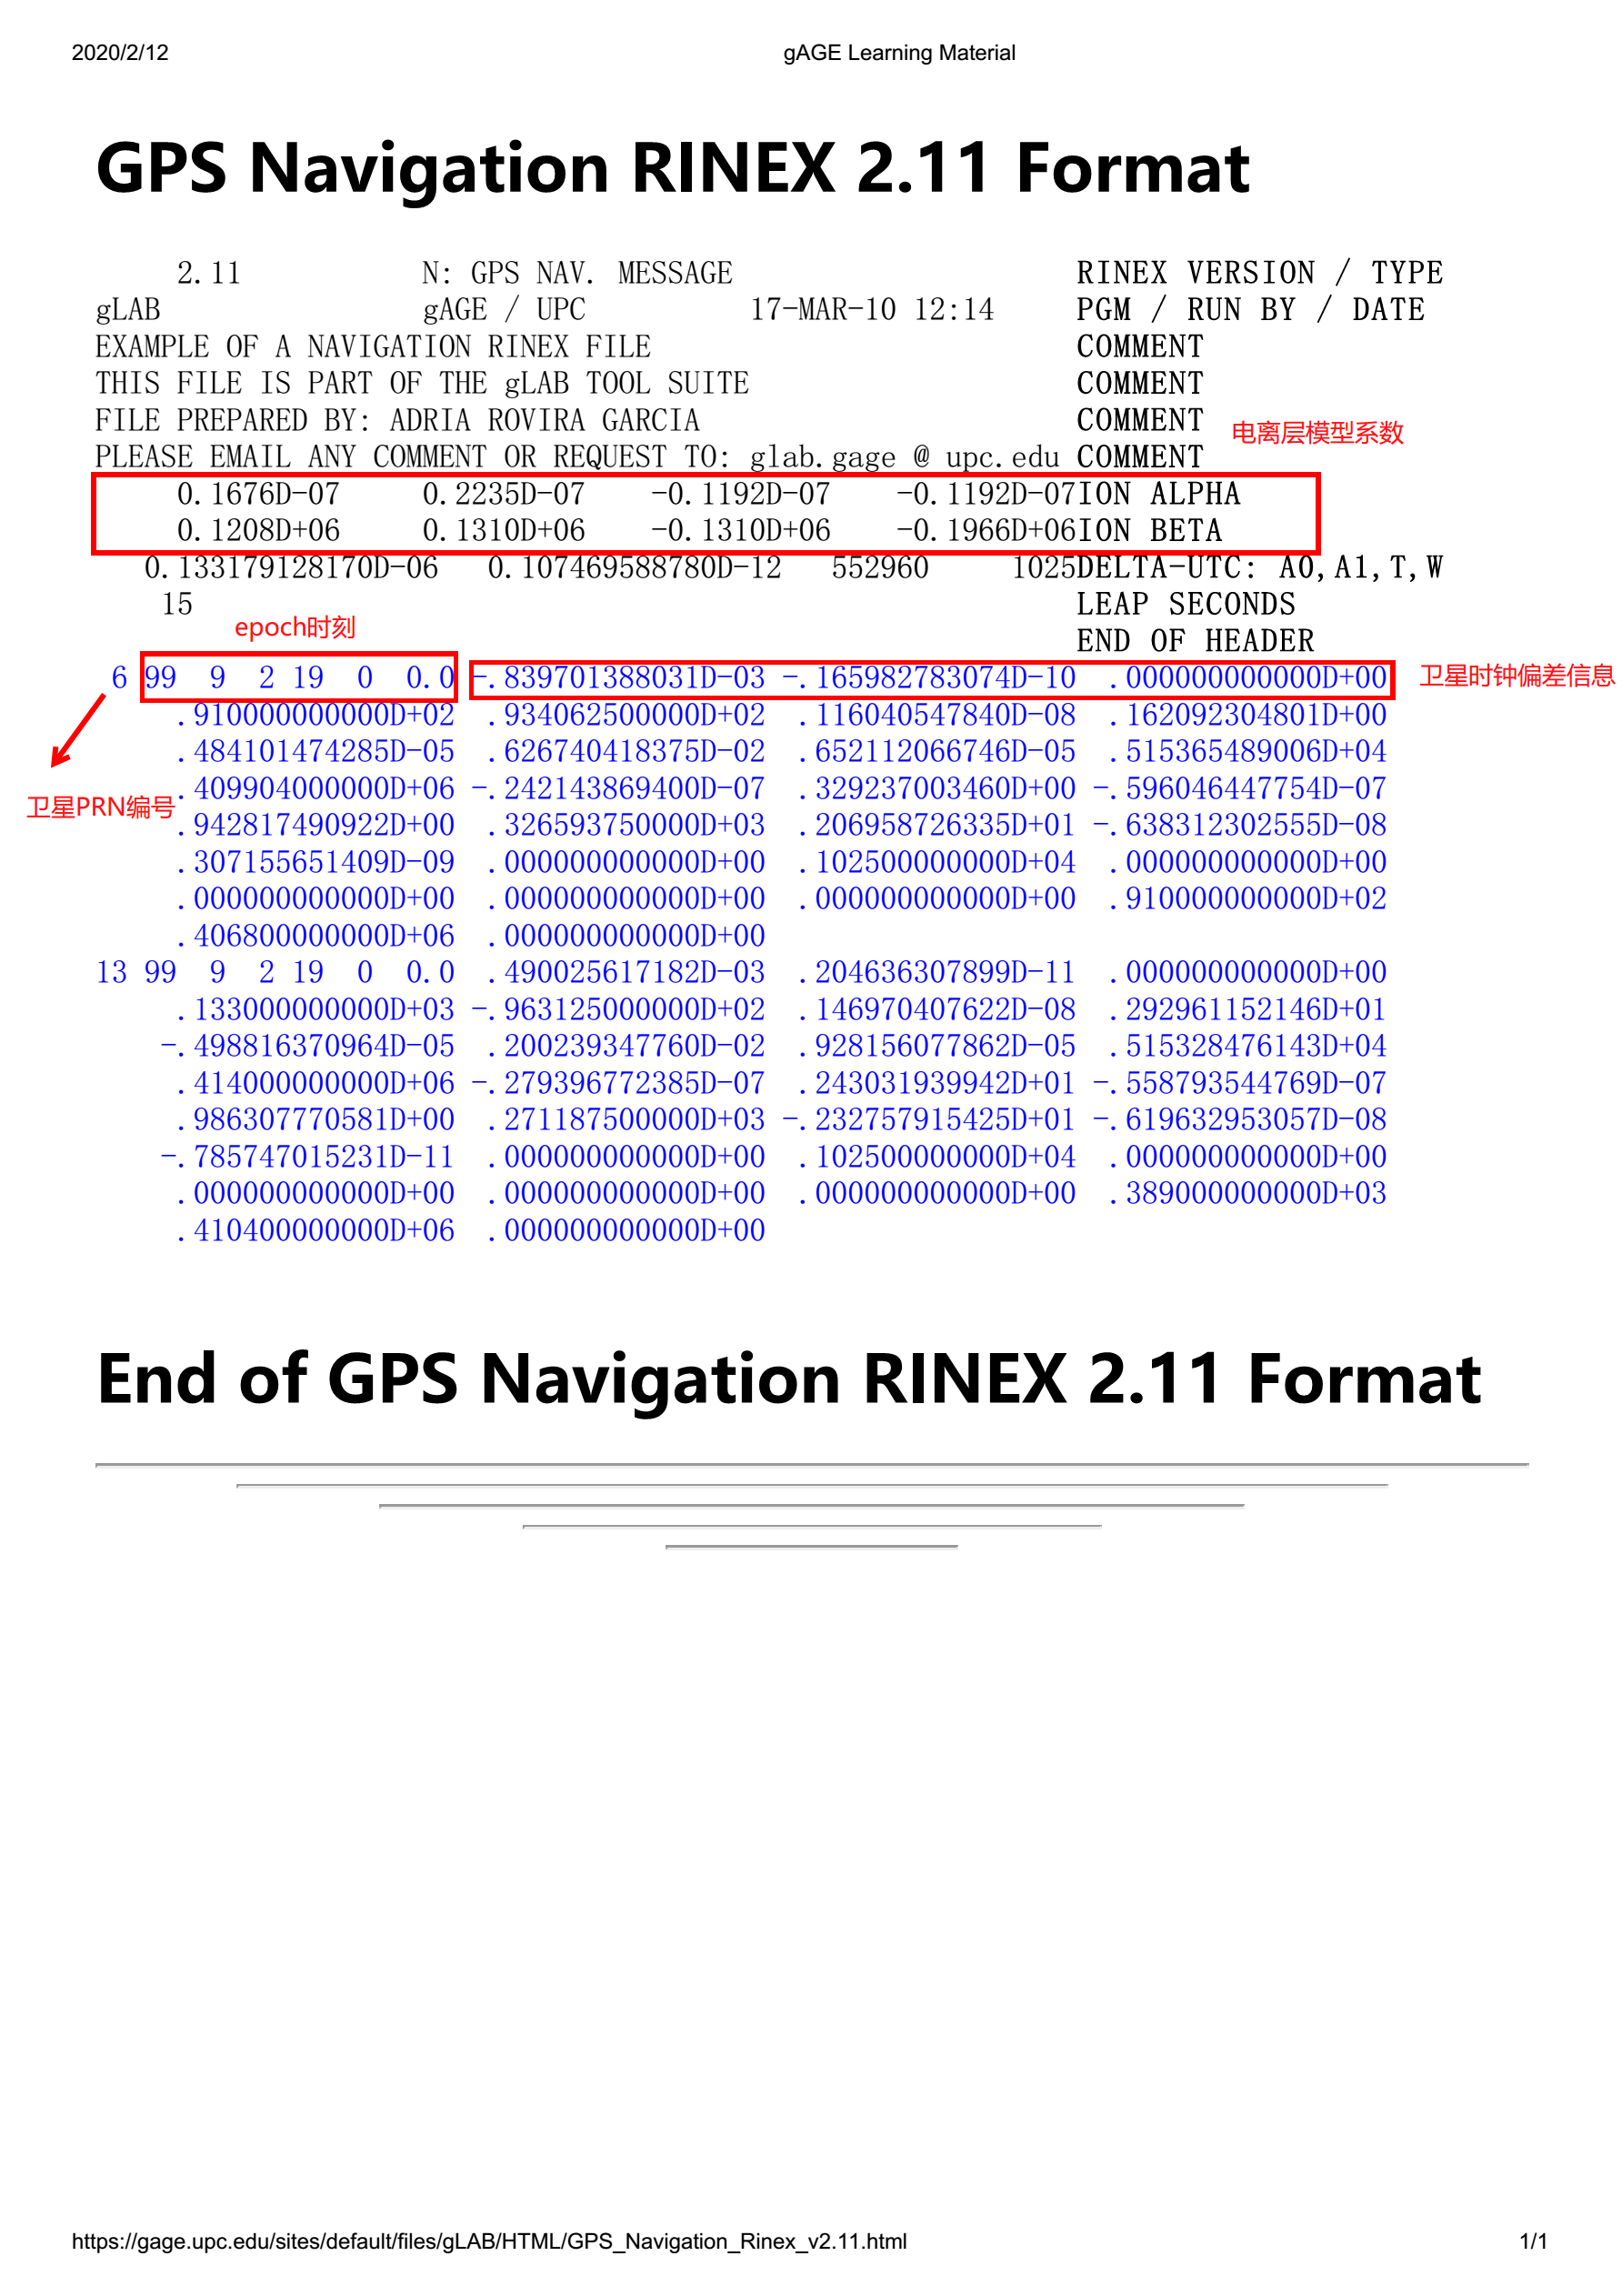 2020/2/12 gAGE Learning Material
GPS Navigation RINEX 2.11 Format
2.11 N: GPS NAV. MESSAGE RINEX VERSION / TYPE
gLAB gAGE / UPC 17-MAR-10 12:14 PGM / RUN BY / DATE
EXAMPLE OF A NAVIGATION RINEX FILE COMMENT
THIS FILE IS PART OF THE gLAB TOOL SUITE COMMENT
FILE PREPARED BY: ADRIA ROVIRA GARCIA COMMENT
电离层模型系数
PLEASE EMAIL ANY COMMENT OR REQUEST TO: glab.gage @ upc.edu COMMENT
0.1676D-07 0.2235D-07 -0.1192D-07 -0.1192D-07ION ALPHA
0.1208D+06 0.1310D+06 -0.1310D+06 -0.1966D+06ION BETA
0.133179128170D-06 0.107469588780D-12 552960 1025DELTA-UTC: A0,A1,T,W
15 LEAP SECONDS
epoch时刻
END OF HEADER
6 99 9 2 19 0 0.0 -.839701388031D-03 -.165982783074D-10 .000000000000D+00 卫星时钟偏差信息
.910000000000D+02 .934062500000D+02 .116040547840D-08 .162092304801D+00
.484101474285D-05 .626740418375D-02 .652112066746D-05 .515365489006D+04
.409904000000D+06 -.242143869400D-07 .329237003460D+00 -.596046447754D-07
卫星PRN编号
.942817490922D+00 .326593750000D+03 .206958726335D+01 -.638312302555D-08
.307155651409D-09 .000000000000D+00 .102500000000D+04 .000000000000D+00
.000000000000D+00 .000000000000D+00 .000000000000D+00 .910000000000D+02
.406800000000D+06 .000000000000D+00
13 99 9 2 19 0 0.0 .490025617182D-03 .204636307899D-11 .000000000000D+00
.133000000000D+03 -.963125000000D+02 .146970407622D-08 .292961152146D+01
-.498816370964D-05 .200239347760D-02 .928156077862D-05 .515328476143D+04
.414000000000D+06 -.279396772385D-07 .243031939942D+01 -.558793544769D-07
.986307770581D+00 .271187500000D+03 -.232757915425D+01 -.619632953057D-08
-.785747015231D-11 .000000000000D+00 .102500000000D+04 .000000000000D+00
.000000000000D+00 .000000000000D+00 .000000000000D+00 .389000000000D+03
.410400000000D+06 .000000000000D+00
End of GPS Navigation RINEX 2.11 Format
https://gage.upc.edu/sites/default/files/gLAB/HTML/GPS_Navigation_Rinex_v2.11.html 1/1